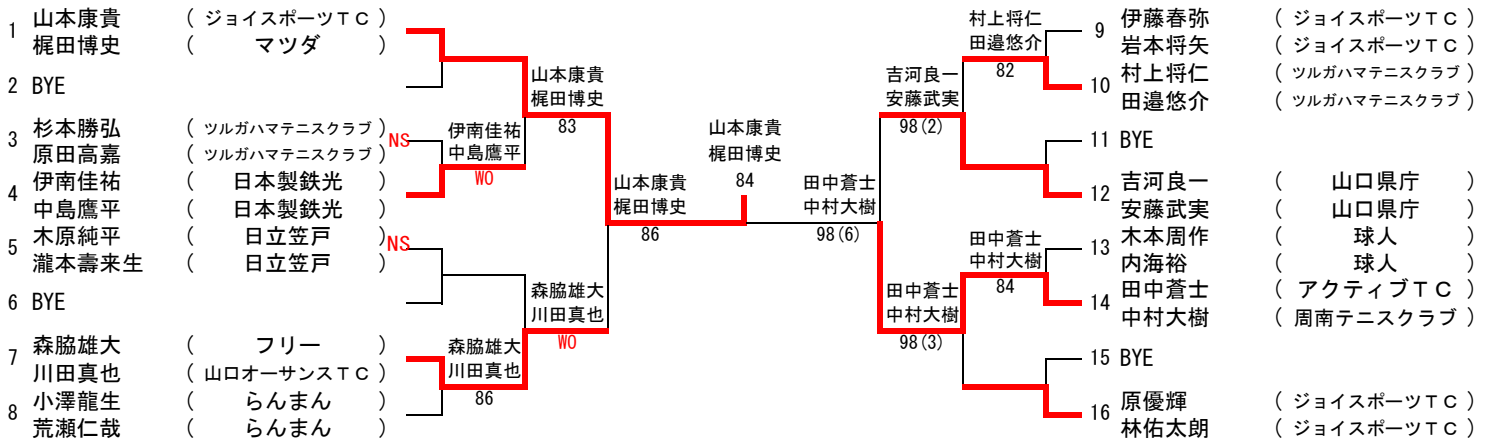 1 山本康貴 ( ジョイスポーツＴＣ )
梶田博史 ( マツダ )
2 BYE
3 杉本勝弘 ( ツルガハマテニスクラブ ) NS
原田高嘉 ( ツルガハマテニスクラブ )
4 伊南佳祐 ( 日本製鉄光 )
中島鷹平 ( 日本製鉄光 )
5 木原純平 ( 日立笠戸 ) NS
瀧本壽来生 ( 日立笠戸 )
6 BYE
7 森脇雄大 ( フリー )
川田真也 ( 山口オーサンスＴＣ )
8 小澤龍生 ( らんまん )
荒瀬仁哉 ( らんまん )
伊南佳祐
中島鷹平
WO
森脇雄大
川田真也
86
山本康貴
梶田博史
83
森脇雄大
川田真也
WO
山本康貴
梶田博史
86
山本康貴
梶田博史
84
田中蒼士
中村大樹
98(6)
吉河良一
安藤武実
98(2)
田中蒼士
中村大樹
98(3)
村上将仁
田邉悠介
82
田中蒼士
中村大樹
84
9 伊藤春弥 ( ジョイスポーツＴＣ )
岩本将矢 ( ジョイスポーツＴＣ )
10 村上将仁 ( ツルガハマテニスクラブ )
田邉悠介 ( ツルガハマテニスクラブ )
11 BYE
12 吉河良一 ( 山口県庁 )
安藤武実 ( 山口県庁 )
13 木本周作 ( 球人 )
内海裕 ( 球人 )
14 田中蒼士 ( アクティブＴＣ )
中村大樹 ( 周南テニスクラブ )
15 BYE
16 原優輝 ( ジョイスポーツＴＣ )
林佑太朗 ( ジョイスポーツＴＣ )